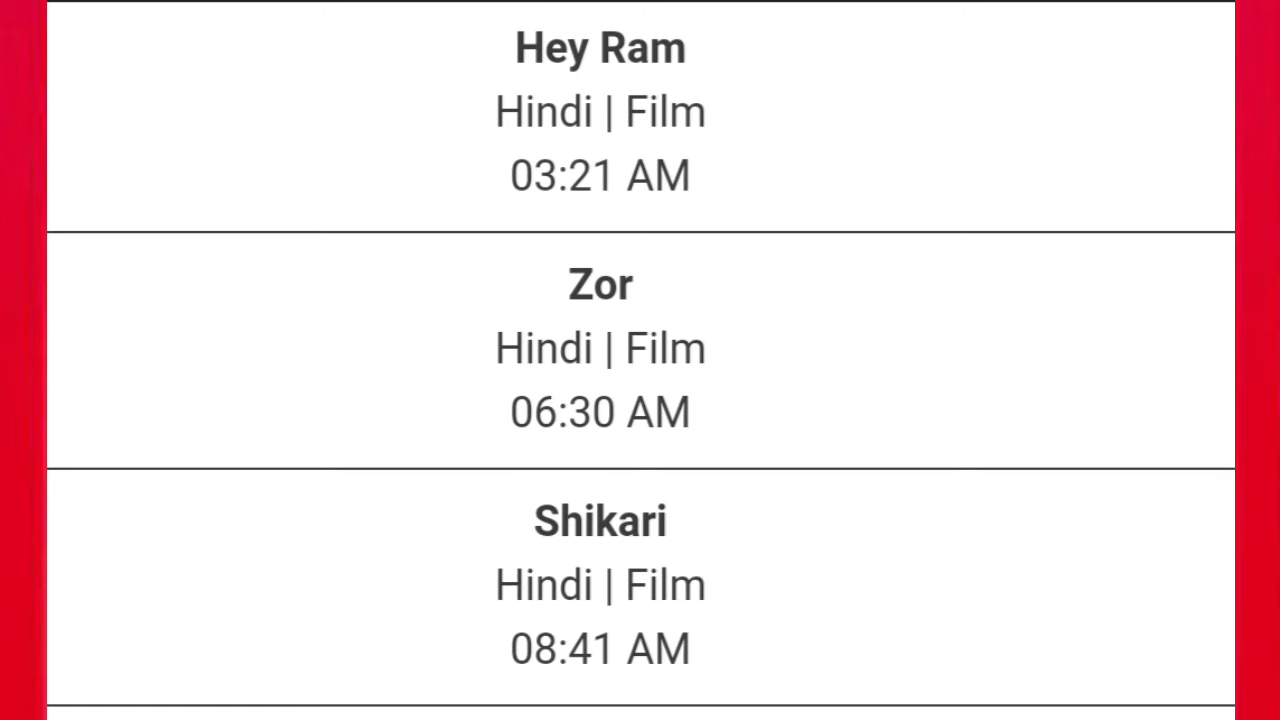 Hey Ram
Hindi | Film
03:21 AM
Zor
Hindi | Film
06:30 AM
Shikari
Hindi | Film
08:41 AM